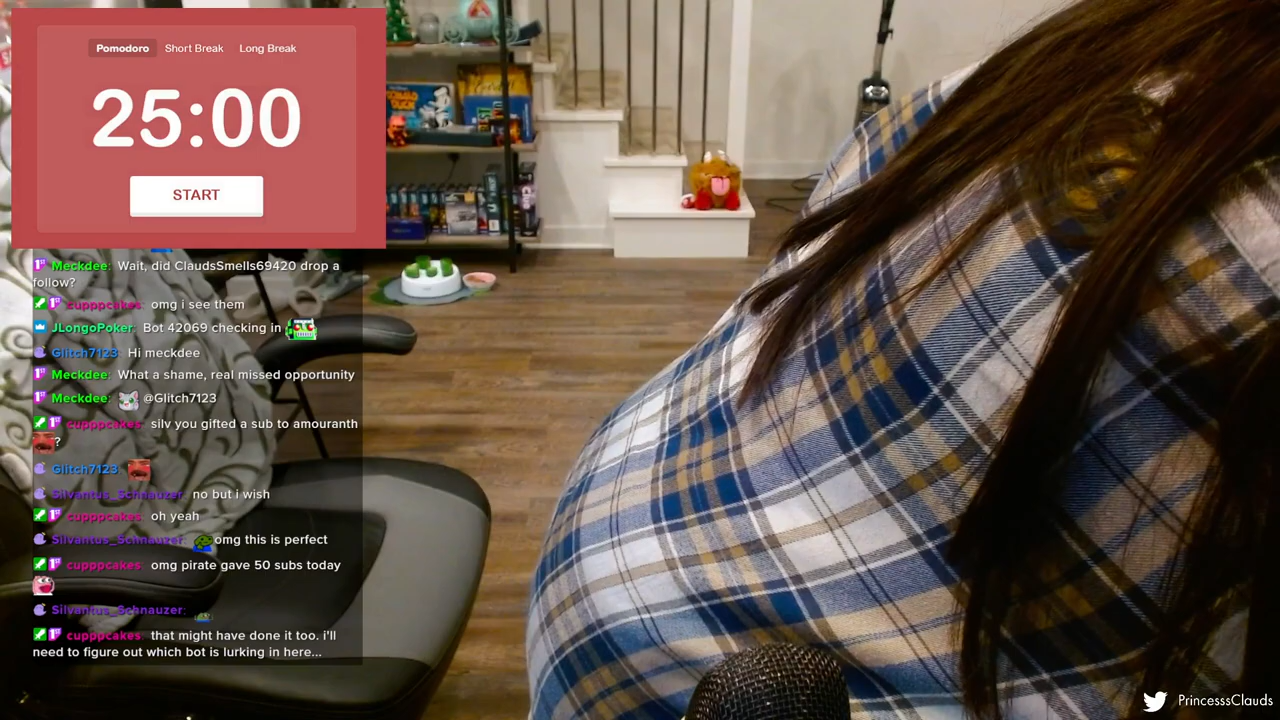 Pomodoro Short Break Long Break
25:00
START
Meckdee: Wait, did ClaudsSmells69420 drop a
follow?
cupppcakes: omg i see them
JLongoPoker: Bot 42069 checking in
Glitch7123: Hi meckdee
Meckdee: What a shame, real missed opportunity
Meckdee: @Glitch7123
cupppcakes: silv you gifted a sub to amouranth
?
Glitch7123:
Silvantus_Schnauzer: no but i wish
cupppcakes: oh yeah
Silvantus_Schnauzer: omg this is perfect
cupppcakes: omg pirate gave 50 subs today
Silvantus_Schnauzer:
cupppcakes: that might have done it too. i'll
need to figure out which bot is lurking in here...
PrincesssClauds